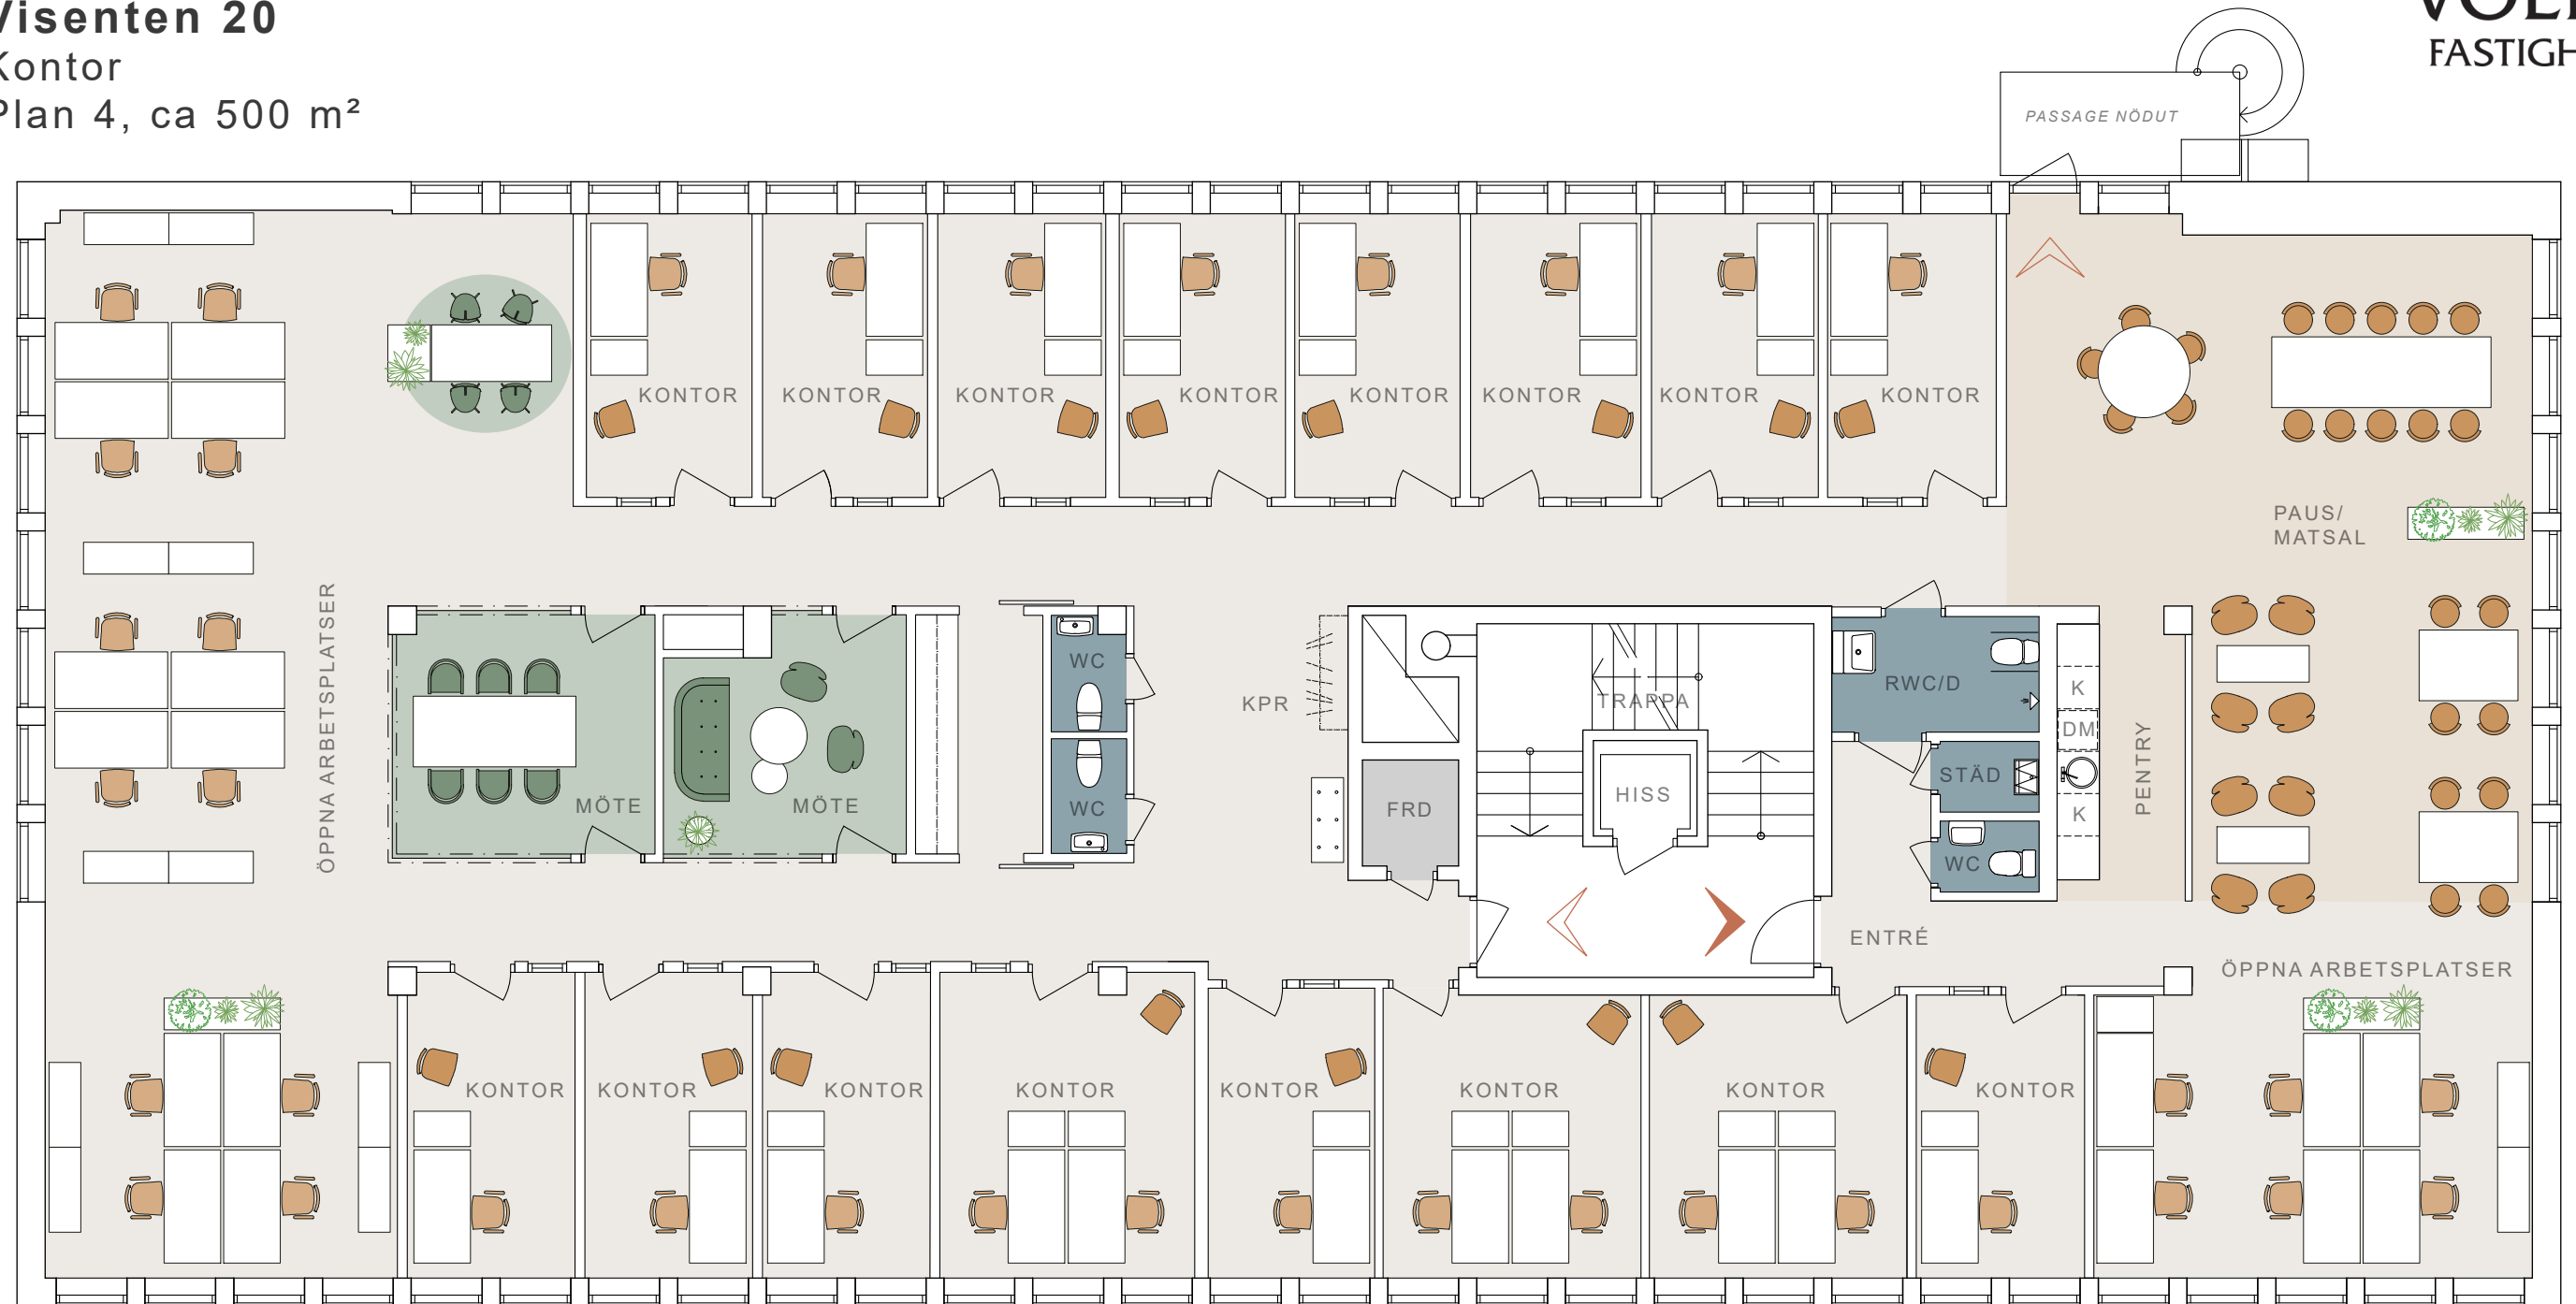 Visenten 20
Kontor
Plan 4, ca 500 m²
FASTIGH
PASSAGE NÖDUT
KONTOR
KONTOR
KONTOR
KONTOR
KONTOR
KONTOR
KONTOR
KONTOR
PAUS/
MATSAL
ÖPPNA ARBETSPLATSER
MÖTE
MÖTE
WC
WC
KPR
FRD
TRAPPA
HISS
RWC/D
STÄD
WC
K
DM
K
PENTRY
ENTRÉ
ÖPPNA ARBETSPLATSER
KONTOR
KONTOR
KONTOR
KONTOR
KONTOR
KONTOR
KONTOR
KONTOR